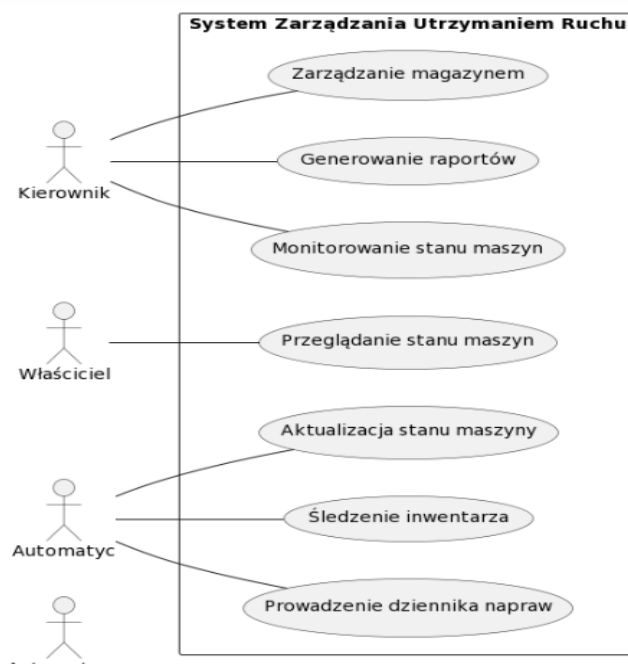 System Zarządzania Utrzymaniem Ruchu
Zarządzanie magazynem
Generowanie raportów
Kierownik
Monitorowanie stanu maszyn
Przeglądanie stanu maszyn
Właściciel
Aktualizacja stanu maszyny
Śledzenie inwentarza
Automatyc
Prowadzenie dziennika napraw